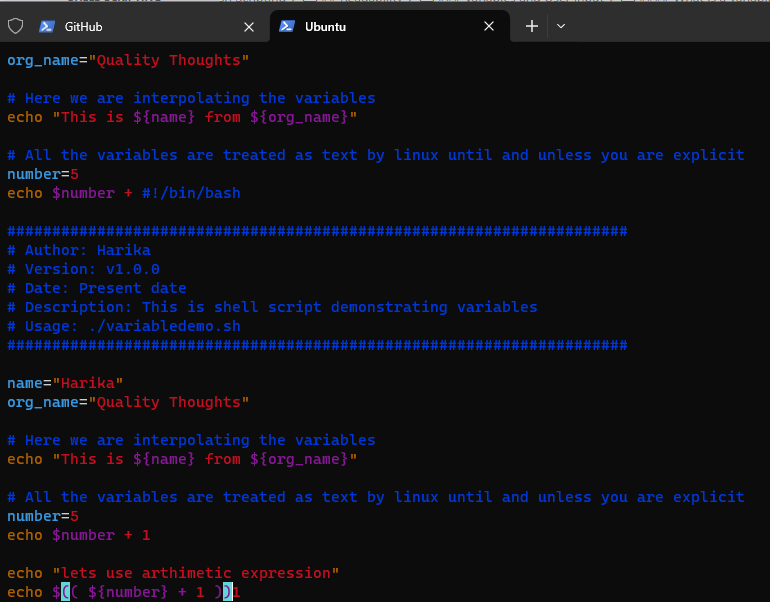 GitHub
Ubuntu
org_name="Quality Thoughts"
# Here we are interpolating the variables
echo "This is ${name} from ${org_name}"
# All the variables are treated as text by linux until and unless you are explicit
number=5
echo $number + #!/bin/bash
#####################################################################
# Author: Harika
# Version: v1.0.0
# Date: Present date
# Description: This is shell script demonstrating variables
# Usage: ./variabledemo.sh
#####################################################################
name="Harika"
org_name="Quality Thoughts"
# Here we are interpolating the variables
echo "This is ${name} from ${org_name}"
# All the variables are treated as text by linux until and unless you are explicit
number=5
echo $number + 1
echo "lets use arthimetic expression"
echo $(( ${number} + 1 ))1